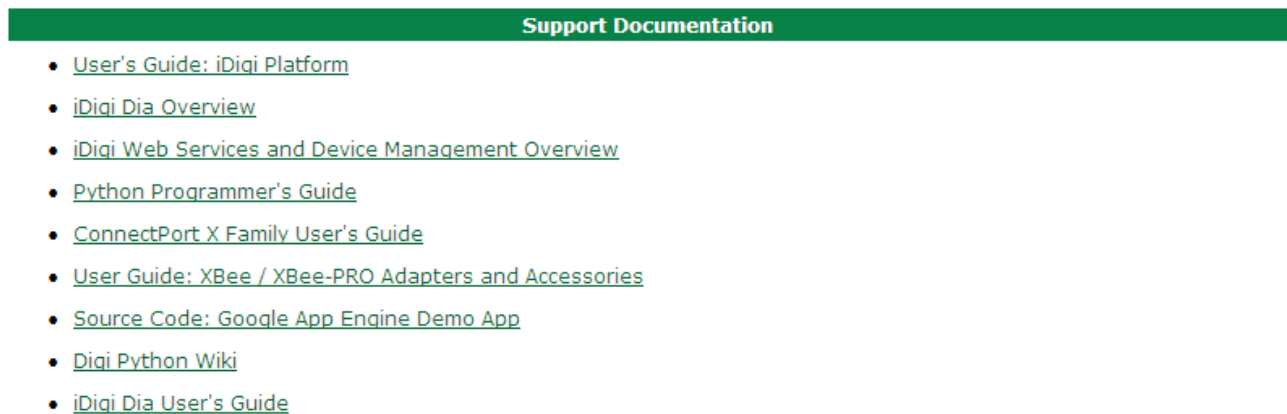 Support Documentation
• User's Guide: iDigi Platform
• iDigi Dia Overview
• iDigi Web Services and Device Management Overview
• Python Programmer's Guide
• ConnectPort X Family User's Guide
• User Guide: XBee / XBee-PRO Adapters and Accessories
• Source Code: Google App Engine Demo App
• Digi Python Wiki
• iDigi Dia User's Guide